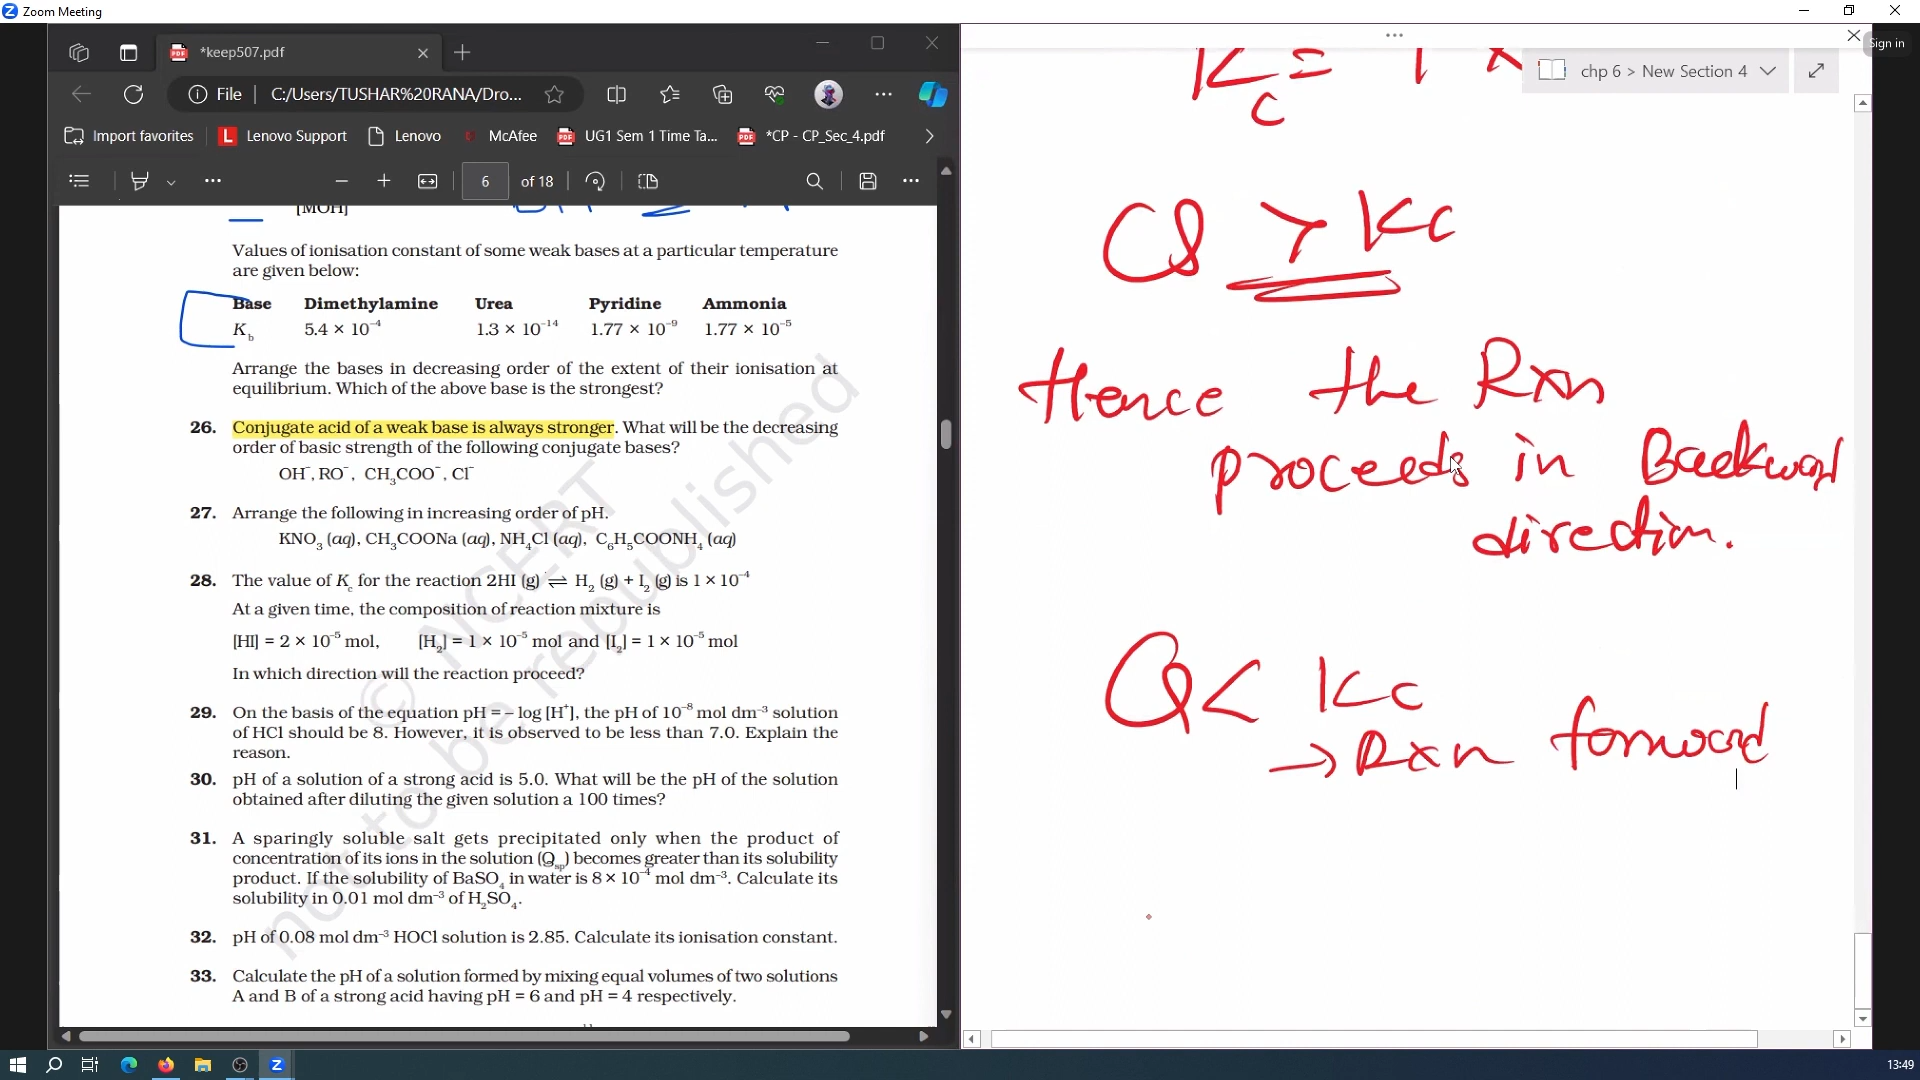 Zoom Meeting
*keep507.pdf
Sign in
File C:/Users/TUSHAR%20RANA/Dro...
Import favorites Lenovo Support Lenovo McAfee UG1 Sem 1 Time Ta... *CP - CP_Sec_4.pdf
6 of 18
[MOH]
Values of ionisation constant of some weak bases at a particular temperature
are given below:
Base Dimethylamine Urea Pyridine Ammonia
K_b 5.4 × 10⁻⁴ 1.3 × 10⁻¹⁴ 1.77 × 10⁻⁹ 1.77 × 10⁻⁵
Arrange the bases in decreasing order of the extent of their ionisation at
equilibrium. Which of the above base is the strongest?
26. Conjugate acid of a weak base is always stronger. What will be the decreasing
order of basic strength of the following conjugate bases?
OH⁻, RO⁻, CH₃COO⁻, Cl⁻
27. Arrange the following in increasing order of pH.
KNO₃ (aq), CH₃COONa (aq), NH₄Cl (aq), C₆H₅COONH₄ (aq)
28. The value of K_c for the reaction 2HI (g) ⇌ H₂ (g) + I₂ (g) is 1 × 10⁻⁴
At a given time, the composition of reaction mixture is
[HI] = 2 × 10⁻⁵ mol, [H₂] = 1 × 10⁻⁵ mol and [I₂] = 1 × 10⁻⁵ mol
In which direction will the reaction proceed?
29. On the basis of the equation pH = – log [H⁺], the pH of 10⁻⁸ mol dm⁻³ solution
of HCl should be 8. However, it is observed to be less than 7.0. Explain the
reason.
30. pH of a solution of a strong acid is 5.0. What will be the pH of the solution
obtained after diluting the given solution a 100 times?
31. A sparingly soluble salt gets precipitated only when the product of
concentration of its ions in the solution (Q_sp) becomes greater than its solubility
product. If the solubility of BaSO₄ in water is 8 × 10⁻⁴ mol dm⁻³. Calculate its
solubility in 0.01 mol dm⁻³ of H₂SO₄.
32. pH of 0.08 mol dm⁻³ HOCl solution is 2.85. Calculate its ionisation constant.
33. Calculate the pH of a solution formed by mixing equal volumes of two solutions
A and B of a strong acid having pH = 6 and pH = 4 respectively.
© NCERT
not to be republished
chp 6 > New Section 4
K_c = 1 ×
Q > Kc
Hence the Rxn
proceeds in Backward
direction.
Q < Kc
→ Rxn forward
13:49